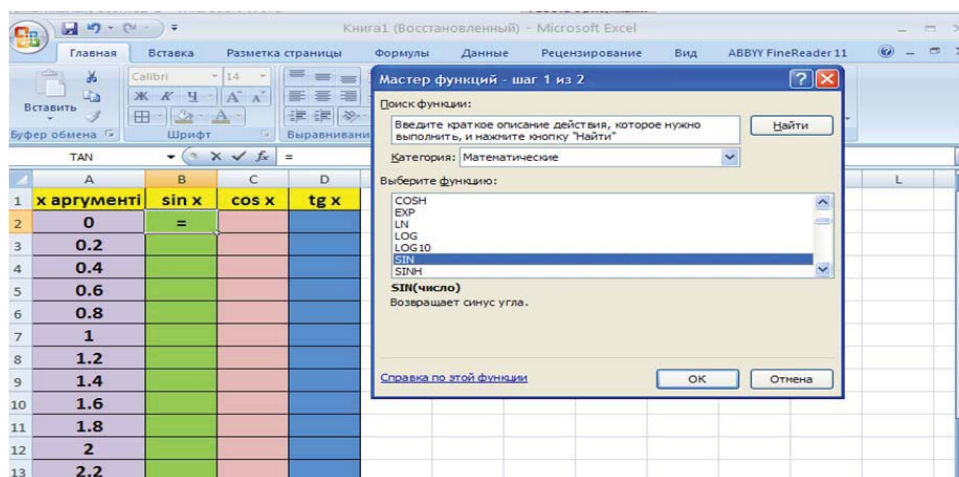 Книга1 (Восстановленный) - Microsoft Excel
Главная Вставка Разметка страницы Формулы Данные Рецензирование Вид ABBYY FineReader 11
Calibri 14
Вставить
Ж К Ч
Буфер обмена Шрифт Выравнивани
TAN fx =
A B C D L
1 х аргументі sin x cos x tg x
2 0 =
3 0.2
4 0.4
5 0.6
6 0.8
7 1
8 1.2
9 1.4
10 1.6
11 1.8
12 2
13 2.2
Мастер функций - шаг 1 из 2
Поиск функции:
Введите краткое описание действия, которое нужно
выполнить, и нажмите кнопку "Найти"
Найти
Категория: Математические
Выберите функцию:
COSH
EXP
LN
LOG
LOG10
SIN
SINH
SIN(число)
Возвращает синус угла.
Справка по этой функции
ОК Отмена